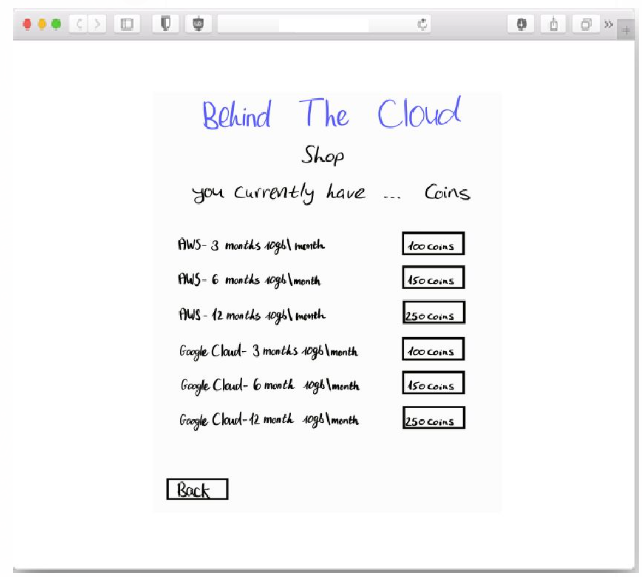 Behind The Cloud
Shop
you currently have ... Coins
AWS- 3 months 10gb\month 100 coins
AWS- 6 months 10gb\month 150 coins
AWS- 12 months 10gb\month 250 coins
Google Cloud- 3 months 10gb\month 100 coins
Google Cloud- 6 month 10gb\month 150 coins
Google Cloud-12 month 10gb\month 250 coins
Back